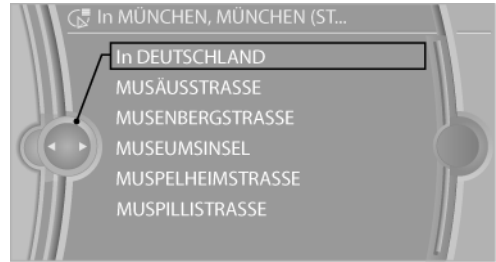 In MÜNCHEN, MÜNCHEN (ST...
In DEUTSCHLAND
MUSÄUSSTRASSE
MUSENBERGSTRASSE
MUSEUMSINSEL
MUSPELHEIMSTRASSE
MUSPILLISTRASSE